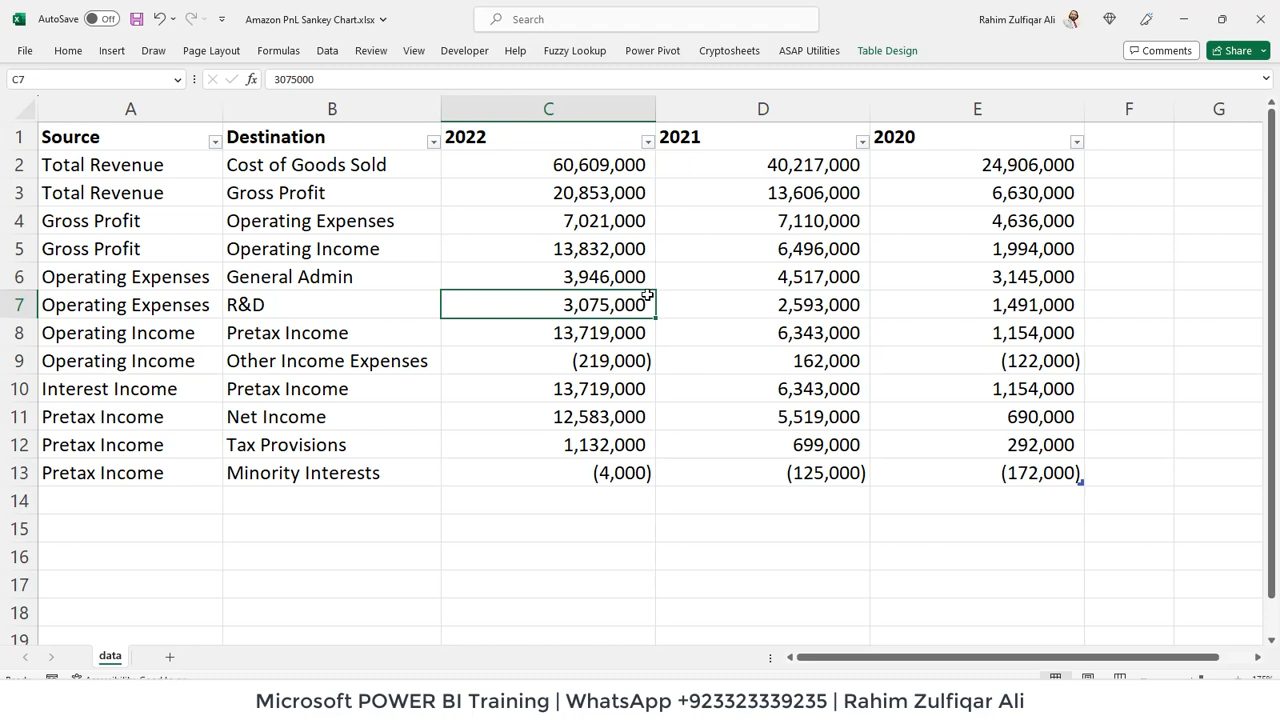 AutoSave Off Amazon PnL Sankey Chart.xlsx Search Rahim Zulfiqar Ali
File Home Insert Draw Page Layout Formulas Data Review View Developer Help Fuzzy Lookup Power Pivot Cryptosheets ASAP Utilities Table Design Comments Share
C7 fx 3075000
A B C D E F G
1 Source Destination 2022 2021 2020
2 Total Revenue Cost of Goods Sold 60,609,000 40,217,000 24,906,000
3 Total Revenue Gross Profit 20,853,000 13,606,000 6,630,000
4 Gross Profit Operating Expenses 7,021,000 7,110,000 4,636,000
5 Gross Profit Operating Income 13,832,000 6,496,000 1,994,000
6 Operating Expenses General Admin 3,946,000 4,517,000 3,145,000
7 Operating Expenses R&D 3,075,000 2,593,000 1,491,000
8 Operating Income Pretax Income 13,719,000 6,343,000 1,154,000
9 Operating Income Other Income Expenses (219,000) 162,000 (122,000)
10 Interest Income Pretax Income 13,719,000 6,343,000 1,154,000
11 Pretax Income Net Income 12,583,000 5,519,000 690,000
12 Pretax Income Tax Provisions 1,132,000 699,000 292,000
13 Pretax Income Minority Interests (4,000) (125,000) (172,000)
14
15
16
17
18
19
data
Microsoft POWER BI Training | WhatsApp +923323339235 | Rahim Zulfiqar Ali